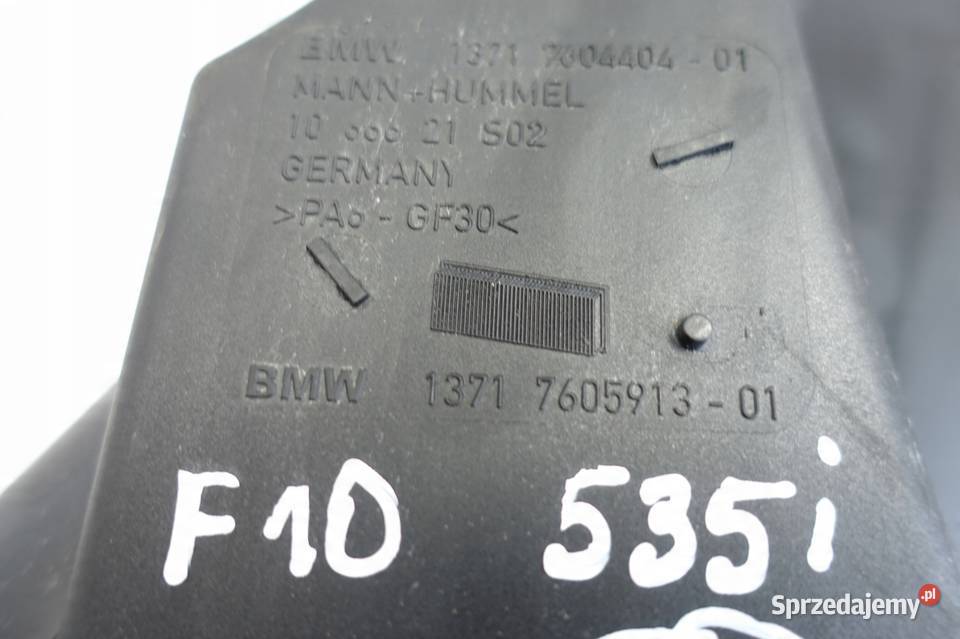 BMW 1371 7604404-01
MANN+HUMMEL
10 666 21 S02
GERMANY
>PA6-GF30<
BMW 1371 7605913-01
F10 535i
Sprzedajemy.pl